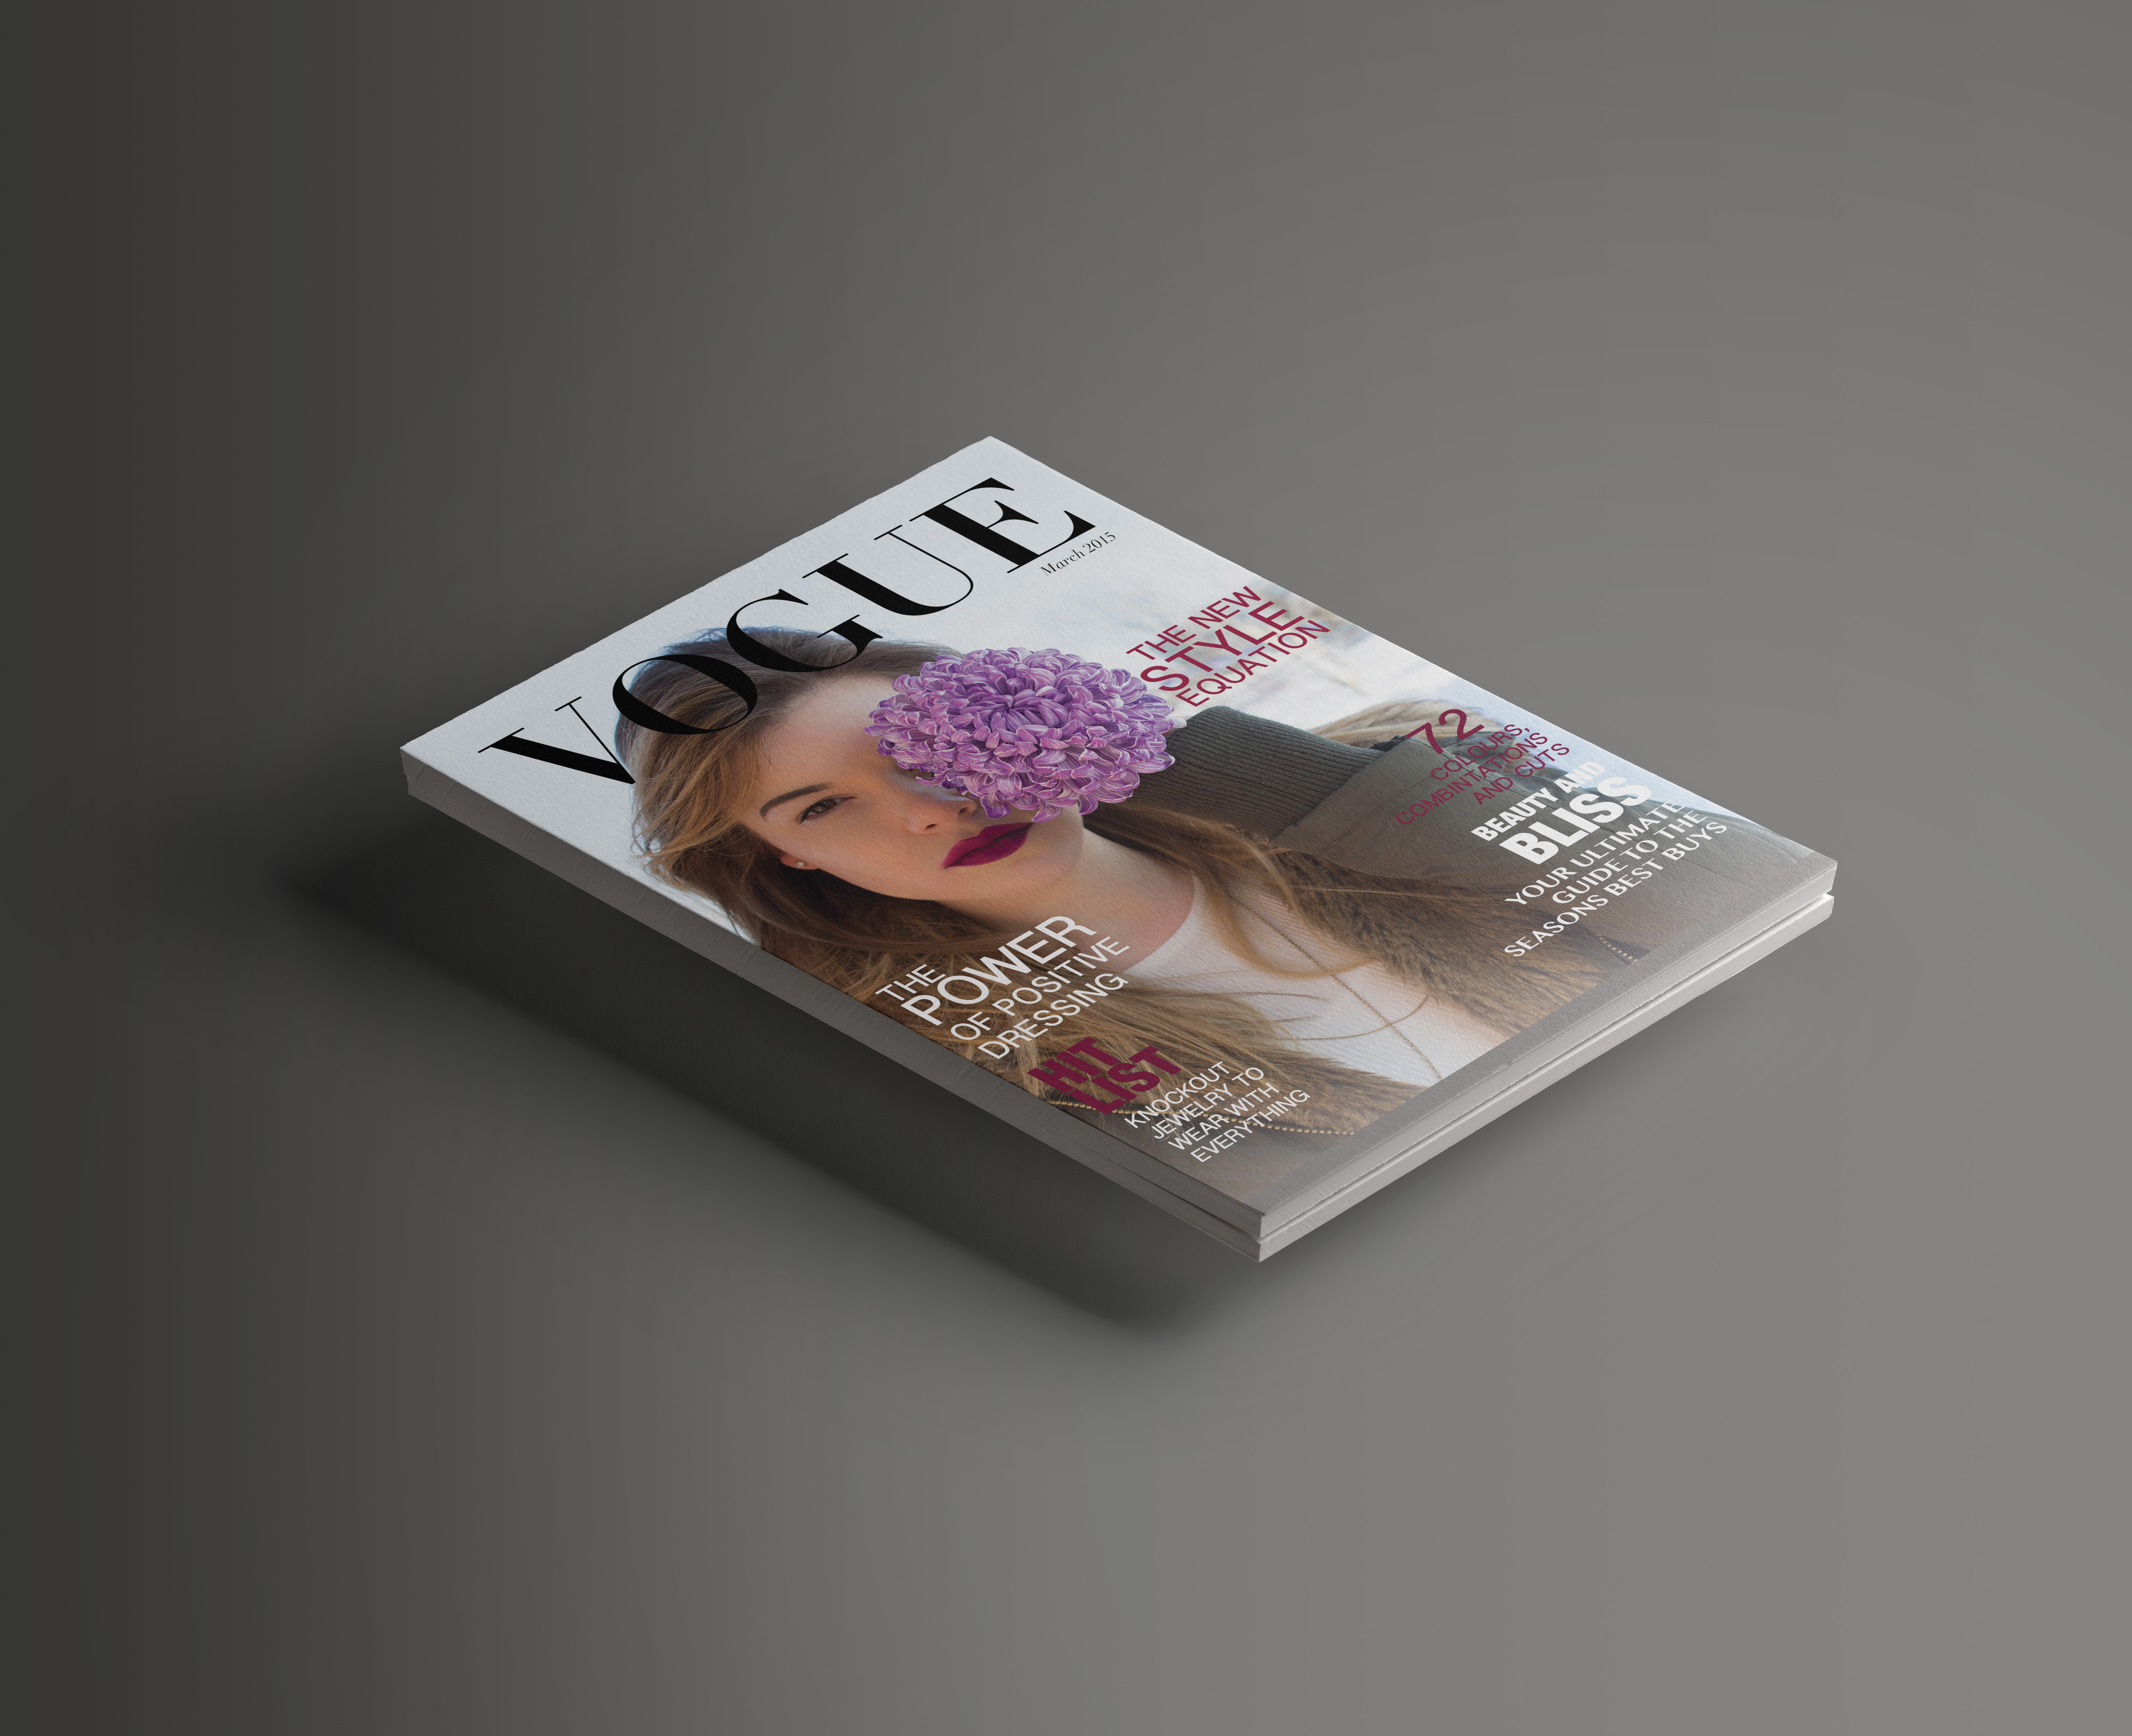 VOGUE
March 2015
THE NEW
STYLE
EQUATION
72
COLOURS,
COMBINTATIONS
AND CUTS
BEAUTY AND
BLISS
YOUR ULTIMATE
GUIDE TO THE
SEASONS BEST BUYS
THE
POWER
OF POSITIVE
DRESSING
HIT
LIST
KNOCKOUT
JEWELRY TO
WEAR WITH
EVERYTHING